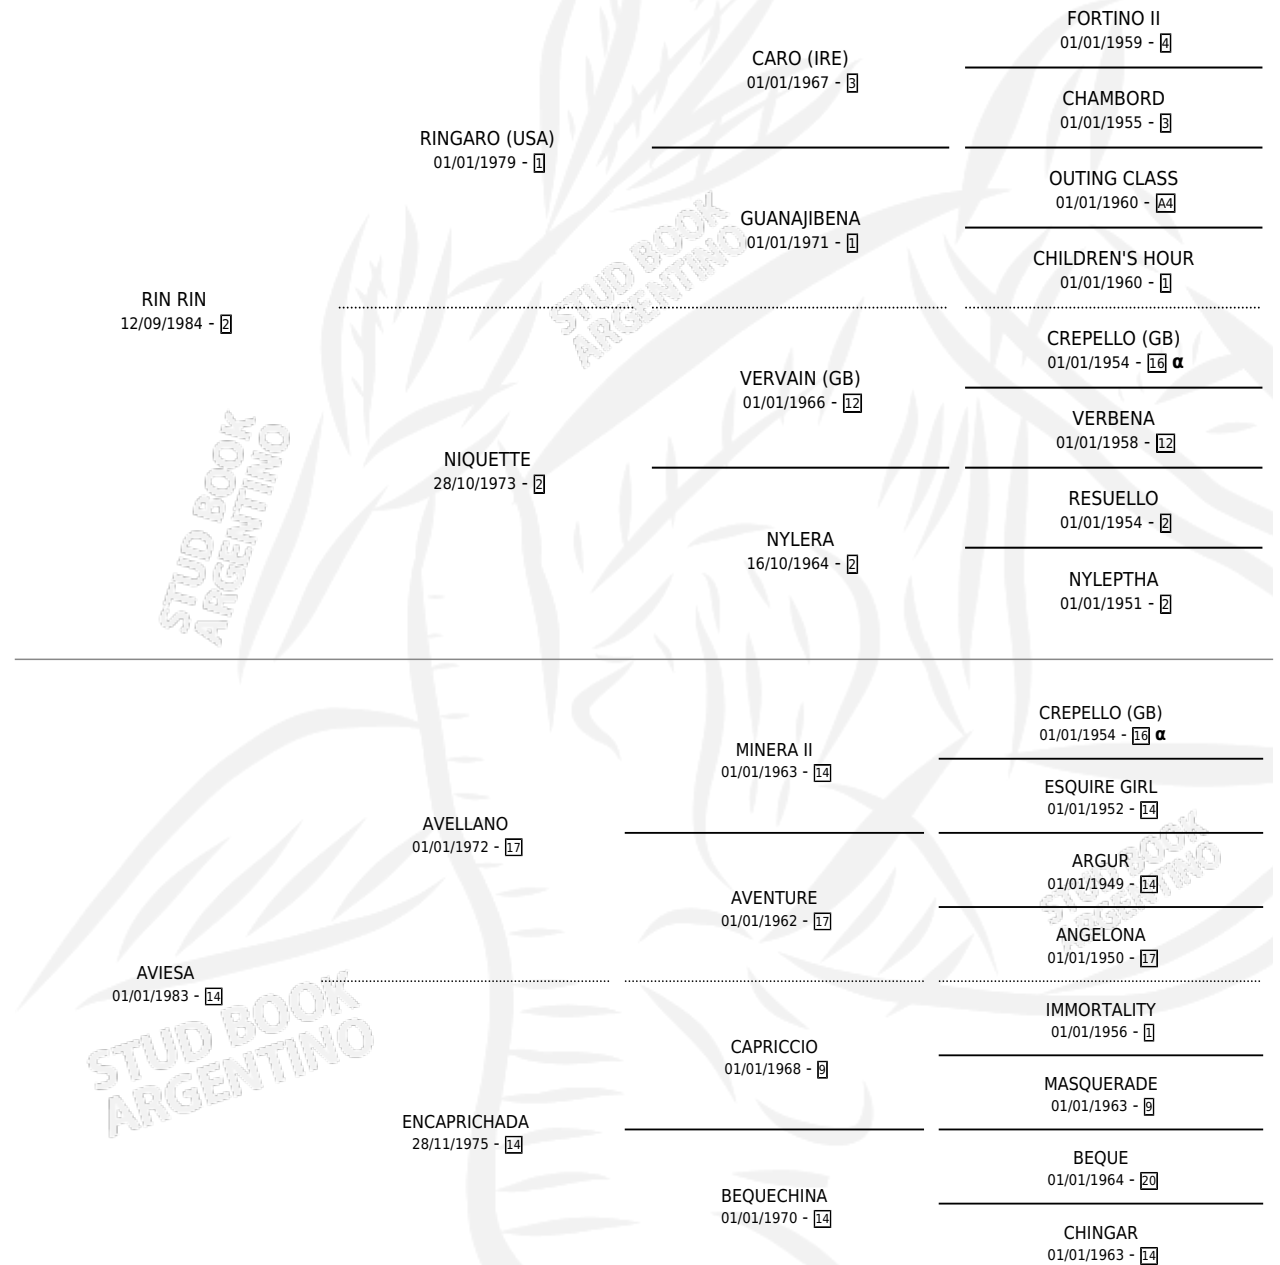 RIN RIN
12/09/1984 - 2
RINGARO (USA)
01/01/1979 - 1
NIQUETTE
28/10/1973 - 2
CARO (IRE)
01/01/1967 - 3
GUANAJIBENA
01/01/1971 - 1
VERVAIN (GB)
01/01/1966 - 12
NYLERA
16/10/1964 - 2
FORTINO II
01/01/1959 - 4
CHAMBORD
01/01/1955 - 3
OUTING CLASS
01/01/1960 - A4
CHILDREN'S HOUR
01/01/1960 - 1
CREPELLO (GB)
01/01/1954 - 16 α
VERBENA
01/01/1958 - 12
RESUELLO
01/01/1954 - 2
NYLEPTHA
01/01/1951 - 2
AVIESA
01/01/1983 - 14
AVELLANO
01/01/1972 - 17
ENCAPRICHADA
28/11/1975 - 14
MINERA II
01/01/1963 - 14
AVENTURE
01/01/1962 - 17
CAPRICCIO
01/01/1968 - 9
BEQUECHINA
01/01/1970 - 14
CREPELLO (GB)
01/01/1954 - 16 α
ESQUIRE GIRL
01/01/1952 - 14
ARGUR
01/01/1949 - 14
ANGELONA
01/01/1950 - 17
IMMORTALITY
01/01/1956 - 1
MASQUERADE
01/01/1963 - 9
BEQUE
01/01/1964 - 20
CHINGAR
01/01/1963 - 14
STUD BOOK
ARGENTINO
STUD BOOK
ARGENTINO
STUD BOOK
ARGENTINO
STUD BOOK
ARGENTINO